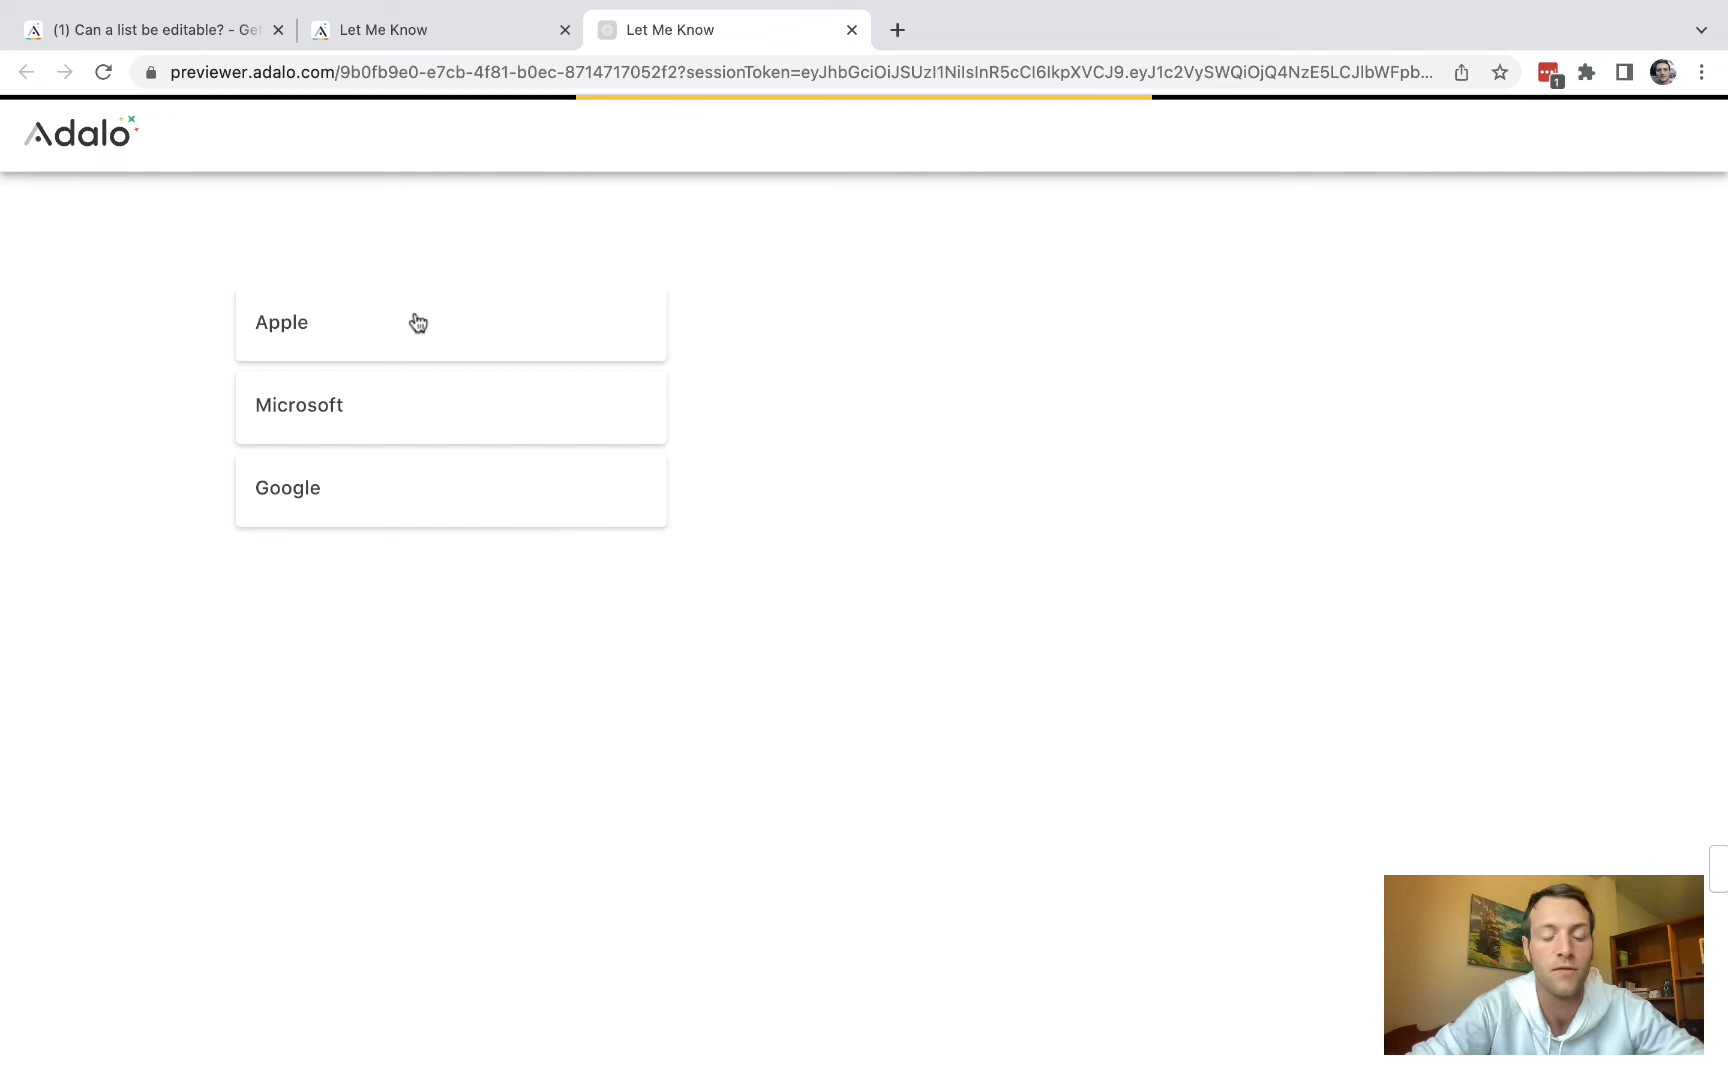 (1) Can a list be editable? - Get
Let Me Know
Let Me Know
previewer.adalo.com/9b0fb9e0-e7cb-4f81-b0ec-8714717052f2?sessionToken=eyJhbGciOiJSUzI1NiIsInR5cCI6IkpXVCJ9.eyJ1c2VySWQiOjQ4NzE5LCJlbWFpb...
1
Adalo
Apple
Microsoft
Google